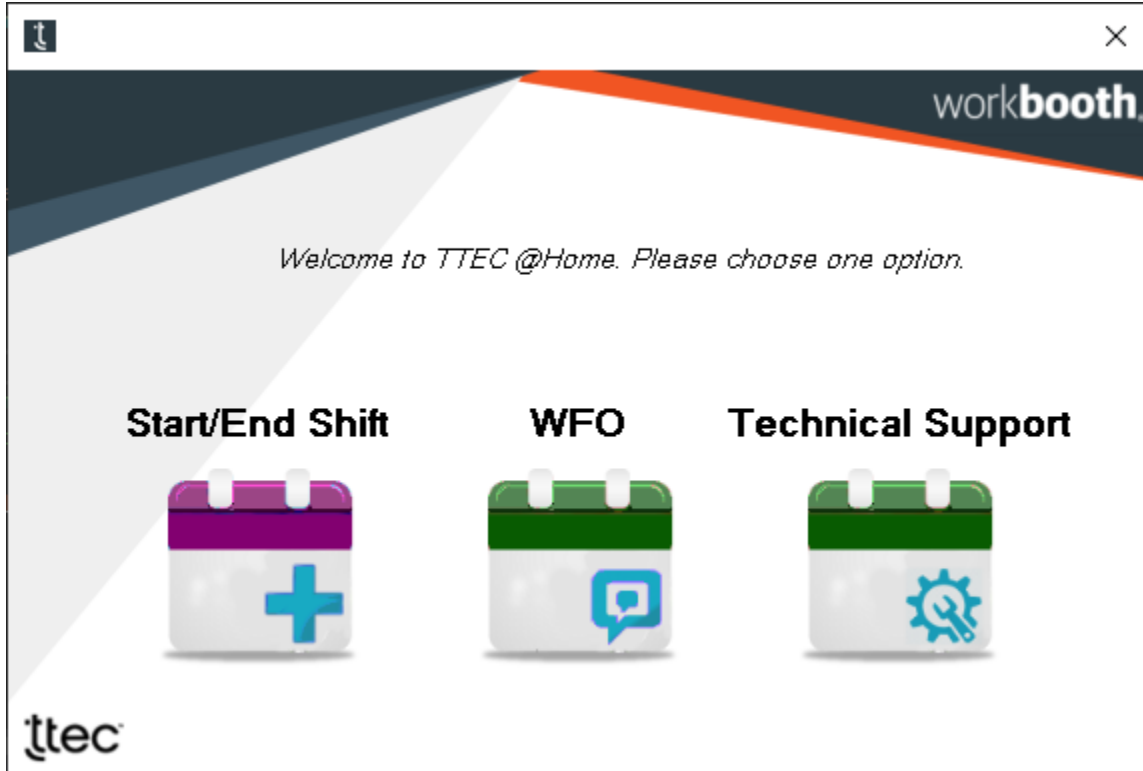 workbooth
Welcome to TTEC @Home. Please choose one option.
Start/End Shift
WFO
Technical Support
ttec